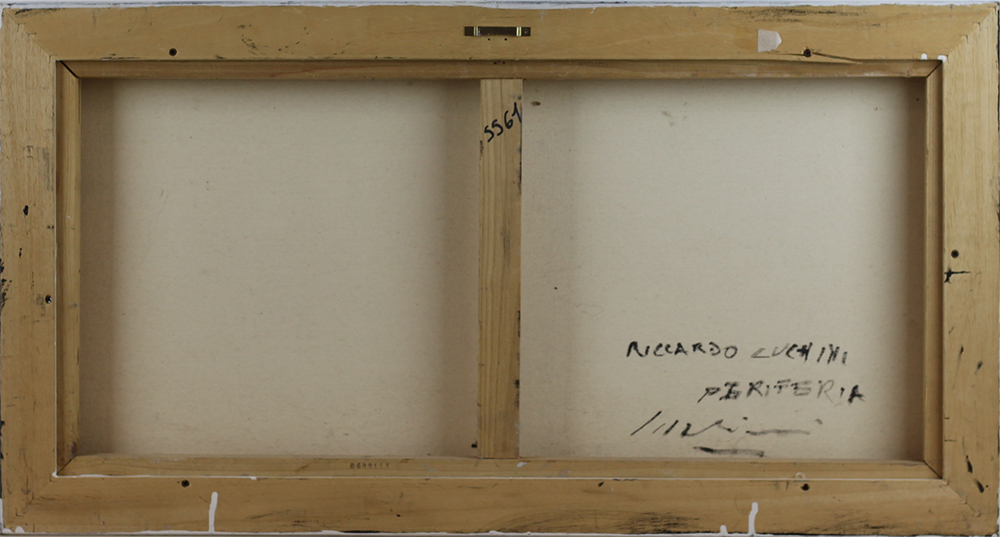 5561
RICCARDO LUCHINI
PERIFERIA